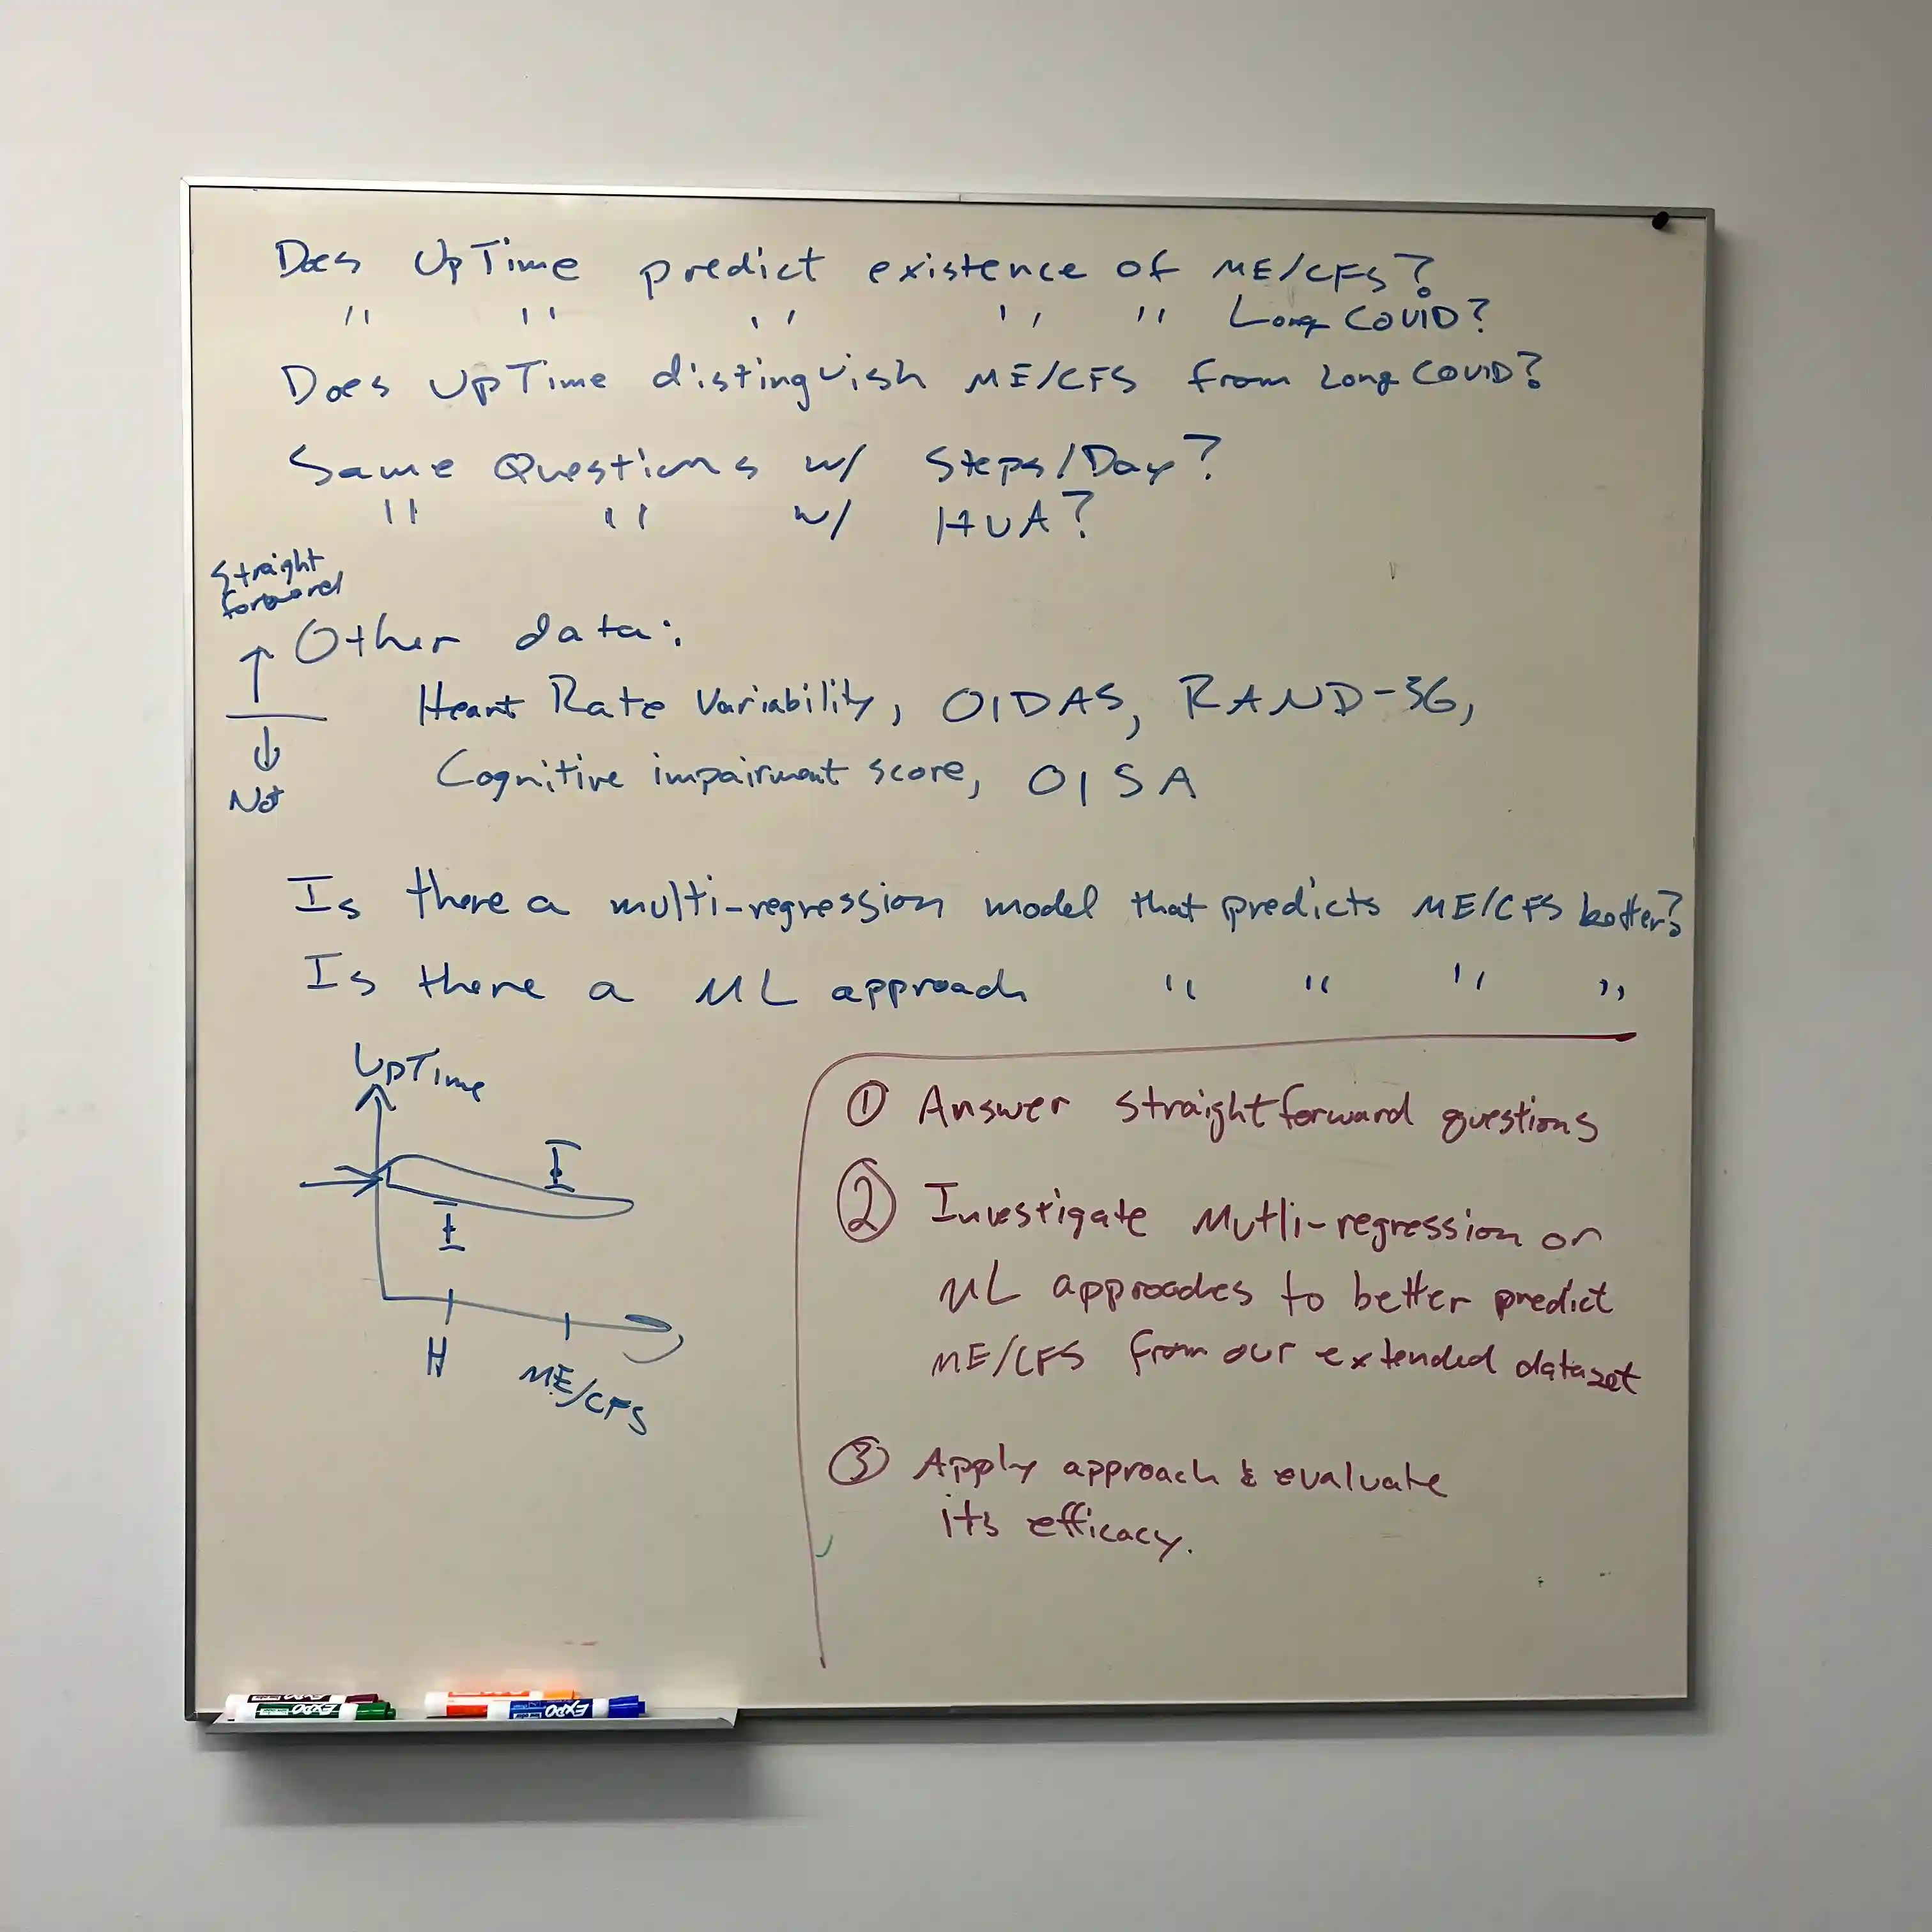 Does UpTime predict existence of ME/CFS?
" " " " " Long COVID?
Does UpTime distinguish ME/CFS from Long COVID?
Same Questions w/ Steps/Day?
" " w/ HUA?
Straight
forward
↑ Other data:
Heart Rate Variability, OIDAS, RAND-36,
↓ Cognitive impairment score, OISA
Not
Is there a multi-regression model that predicts ME/CFS better?
Is there a ML approach " " " "
UpTime
H
ME/CFS
① Answer straightforward questions
② Investigate Mutli-regression or
ML approaches to better predict
ME/CFS from our extended dataset
③ Apply approach & evaluate
its efficacy.
EXPO
EXPO